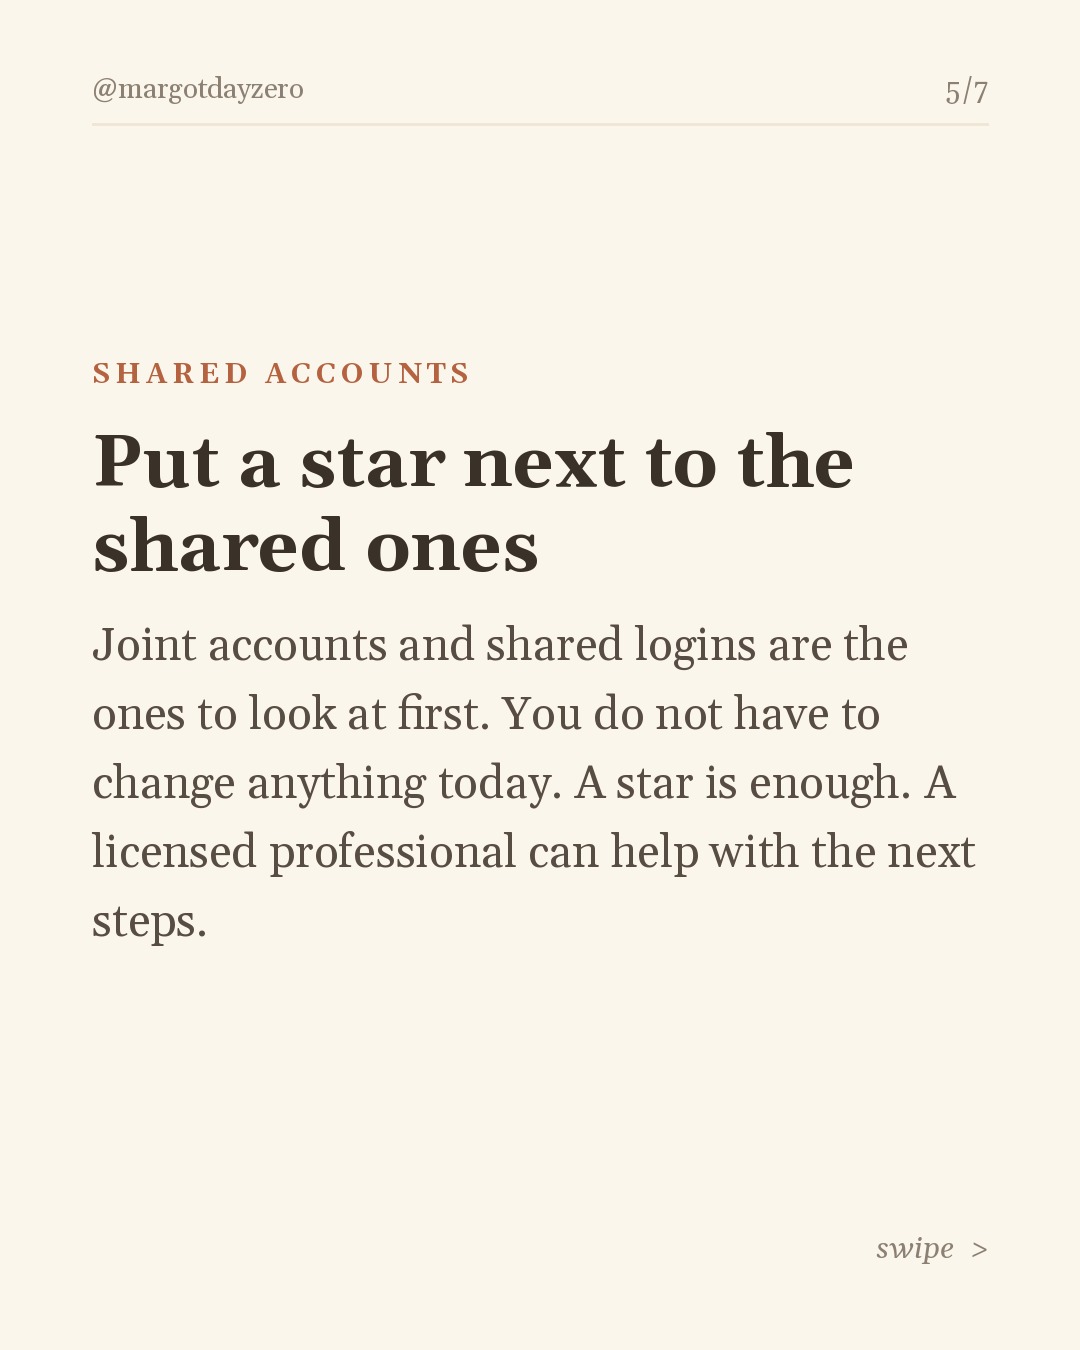 @margotdayzero
5/7
SHARED ACCOUNTS
Put a star next to the
shared ones
Joint accounts and shared logins are the
ones to look at first. You do not have to
change anything today. A star is enough. A
licensed professional can help with the next
steps.
swipe >